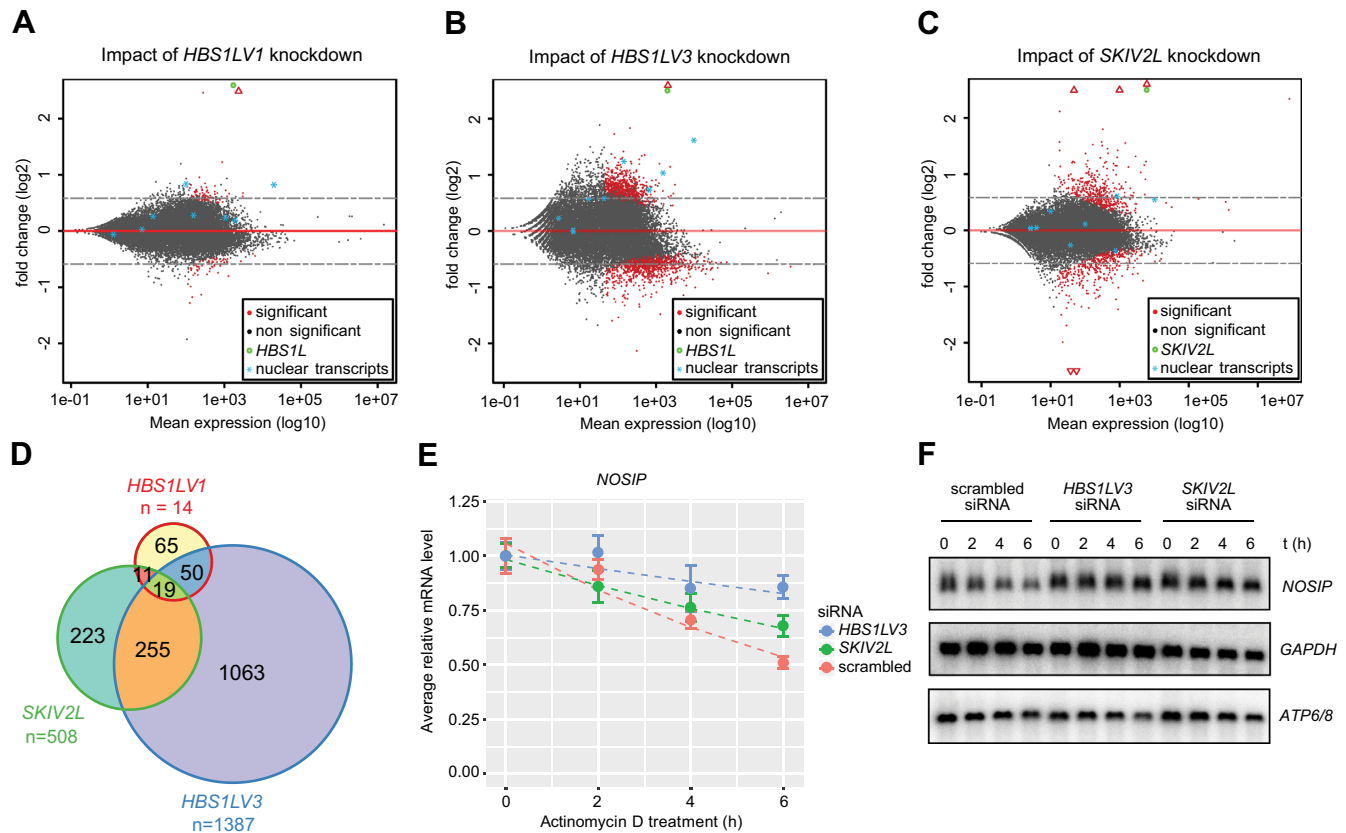 A
Impact of HBS1LV1 knockdown
fold change (log2)
2
1
0
-1
-2
significant
non significant
HBS1L
nuclear transcripts
1e-01 1e+01 1e+03 1e+05 1e+07
Mean expression (log10)
B
Impact of HBS1LV3 knockdown
fold change (log2)
2
1
0
-1
-2
significant
non significant
HBS1L
nuclear transcripts
1e-01 1e+01 1e+03 1e+05 1e+07
Mean expression (log10)
C
Impact of SKIV2L knockdown
fold change (log2)
2
1
0
-1
-2
significant
non significant
SKIV2L
nuclear transcripts
1e-01 1e+01 1e+03 1e+05 1e+07
Mean expression (log10)
D
HBS1LV1
n = 14
65
11
50
19
223
255
1063
SKIV2L
n=508
HBS1LV3
n=1387
E
NOSIP
Average relative mRNA level
1.25
1.00
0.75
0.50
0.25
0.00
0 2 4 6
Actinomycin D treatment (h)
siRNA
HBS1LV3
SKIV2L
scrambled
F
scrambled siRNA
HBS1LV3 siRNA
SKIV2L siRNA
0 2 4 6 0 2 4 6 0 2 4 6 t (h)
NOSIP
GAPDH
ATP6/8